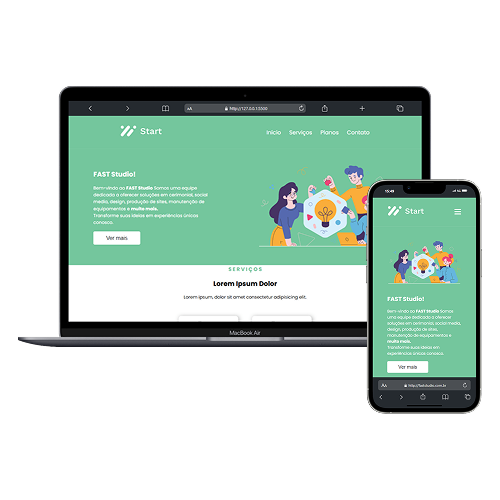 AA
http://127.0.0.1:5500
Start
Início Serviços Planos Contato
FAST Studio!
Bem-vindo ao FAST Studio Somos uma equipe
dedicada a oferecer soluções em cerimonial, social
media, design, produção de sites, manutenção de
equipamentos e muito mais.
Transforme suas ideias em experiências únicas
conosco.
Ver mais
SERVIÇOS
Lorem Ipsum Dolor
Lorem ipsum, dolor sit amet consectetur adipisicing elit.
MacBook Air
15:49
Start
FAST Studio!
Bem-vindo ao FAST Studio Somos
uma equipe dedicada a oferecer
soluções em cerimonial, social media,
design, produção de sites,
manutenção de equipamentos e
muito mais.
Transforme suas ideias em
experiências únicas conosco.
Ver mais
AA
http://faststudio.com.br